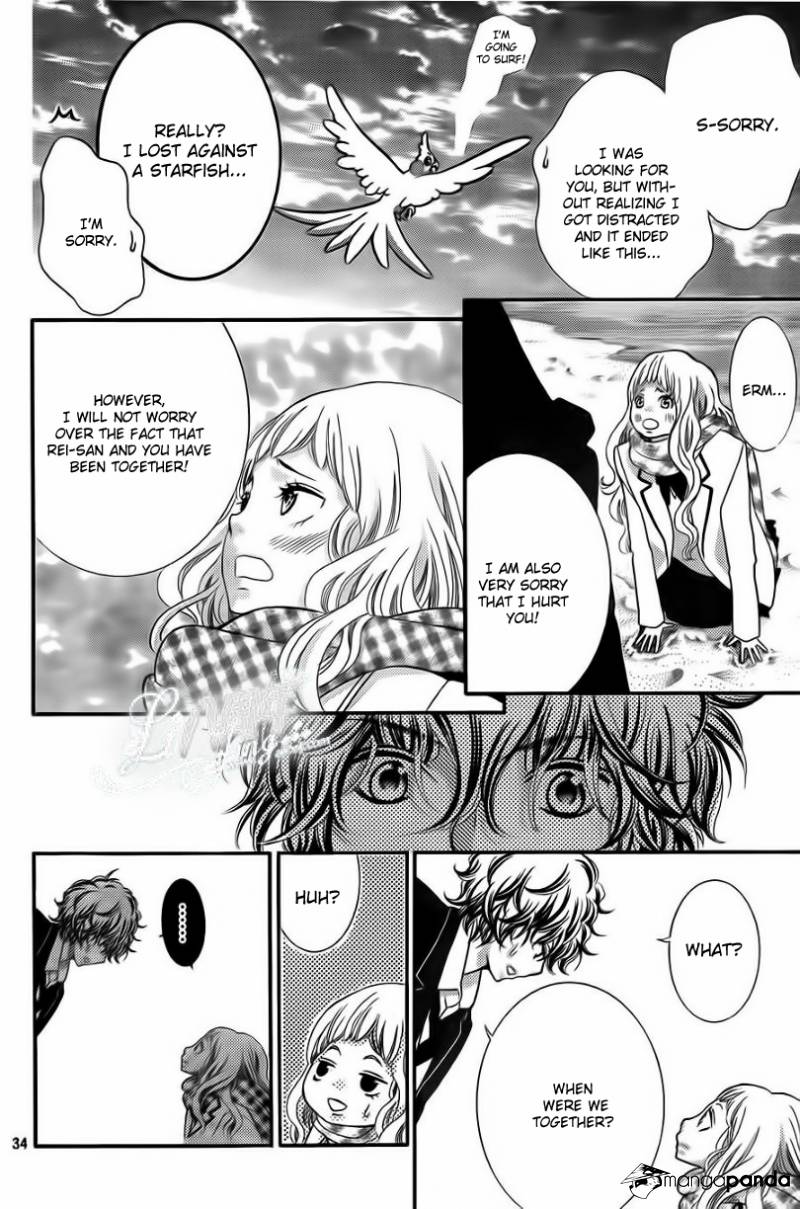 S-SORRY.
I WAS
LOOKING FOR
YOU, BUT WITH-
OUT REALIZING I
GOT DISTRACTED
AND IT ENDED
LIKE THIS...
I'M
GOING
TO SURF!
REALLY?
I LOST AGAINST
A STARFISH...
I'M
SORRY.
ERM...
I AM ALSO
VERY SORRY
THAT I HURT
YOU!
HOWEVER,
I WILL NOT WORRY
OVER THE FACT THAT
REI-SAN AND YOU HAVE
BEEN TOGETHER!
WHAT?
WHEN
WERE WE
TOGETHER?
HUH?
34
mangapanda